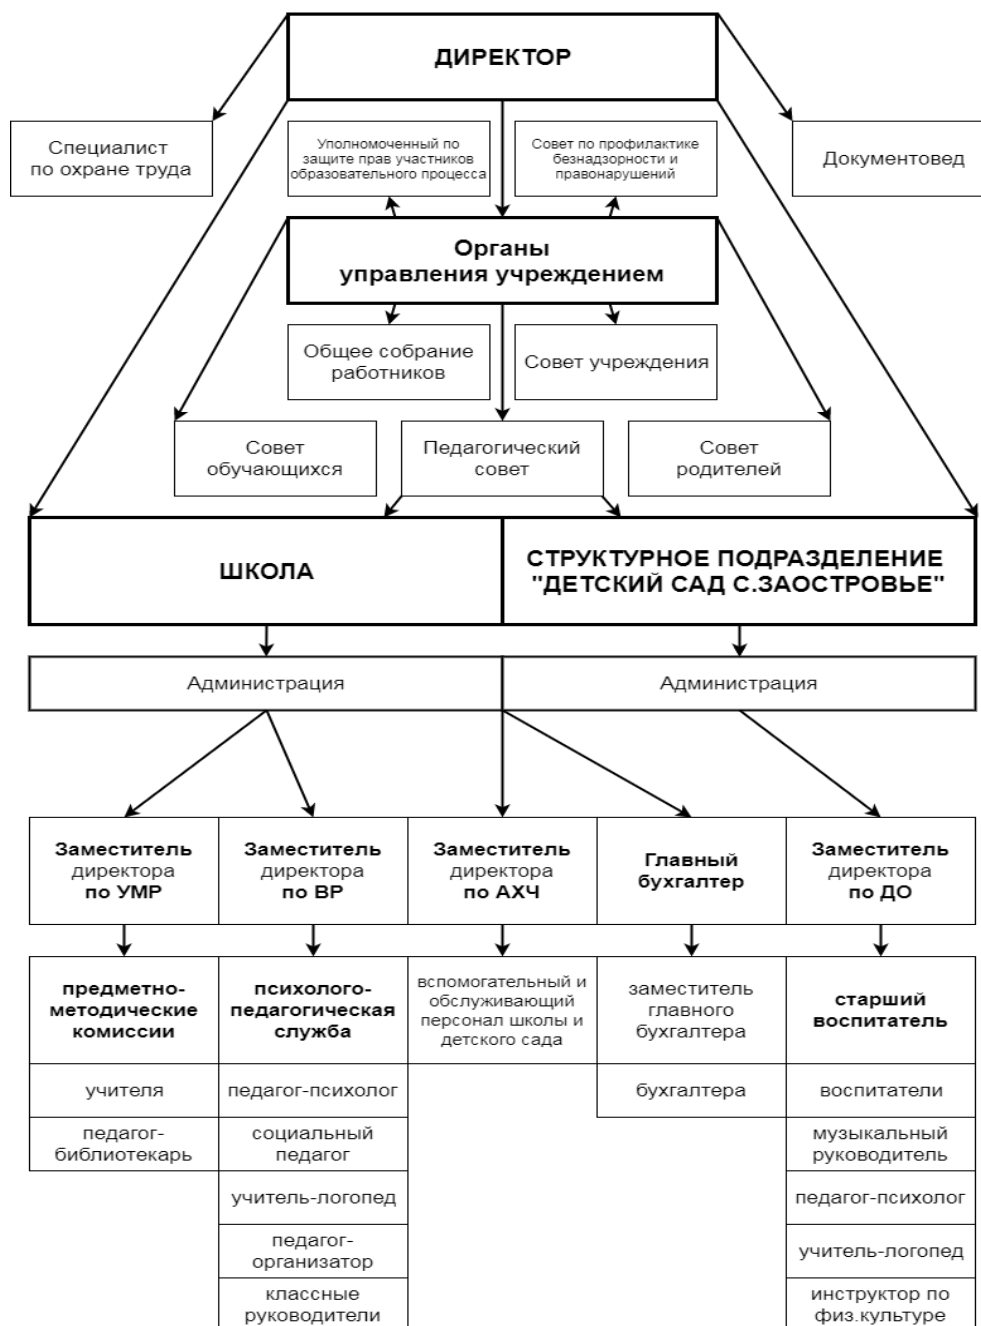 ДИРЕКТОР
Специалист
по охране труда
Уполномоченный по
защите прав участников
образовательного процесса
Совет по профилактике
безнадзорности и
правонарушений
Документовед
Органы
управления учреждением
Общее собрание
работников
Совет учреждения
Совет
обучающихся
Педагогический
совет
Совет
родителей
ШКОЛА
СТРУКТУРНОЕ ПОДРАЗДЕЛЕНИЕ
"ДЕТСКИЙ САД С.ЗАОСТРОВЬЕ"
Администрация
Администрация
Заместитель
директора
по УМР
Заместитель
директора
по ВР
Заместитель
директора
по АХЧ
Главный
бухгалтер
Заместитель
директора
по ДО
предметно-
методические
комиссии
учителя
педагог-
библиотекарь
психолого-
педагогическая
служба
педагог-психолог
социальный
педагог
учитель-логопед
педагог-
организатор
классные
руководители
вспомогательный и
обслуживающий
персонал школы и
детского сада
заместитель
главного
бухгалтера
бухгалтера
старший
воспитатель
воспитатели
музыкальный
руководитель
педагог-психолог
учитель-логопед
инструктор по
физ.культуре